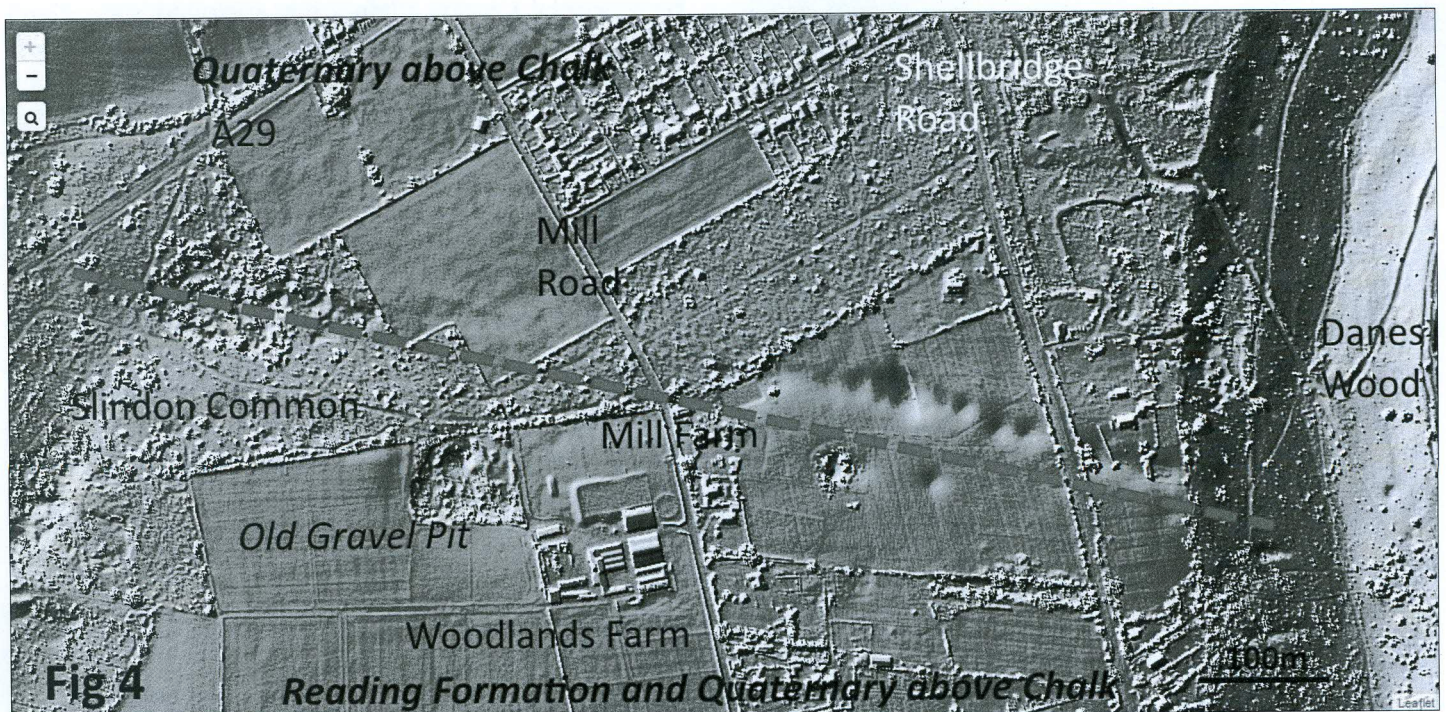 +
-
Quaternary above Chalk
A29
Shellbridge
Road
Mill
Road
Danes
Wood
Slindon Common
Mill Farm
Old Gravel Pit
Woodlands Farm
100m
Fig 4
Reading Formation and Quaternary above Chalk
Leaflet